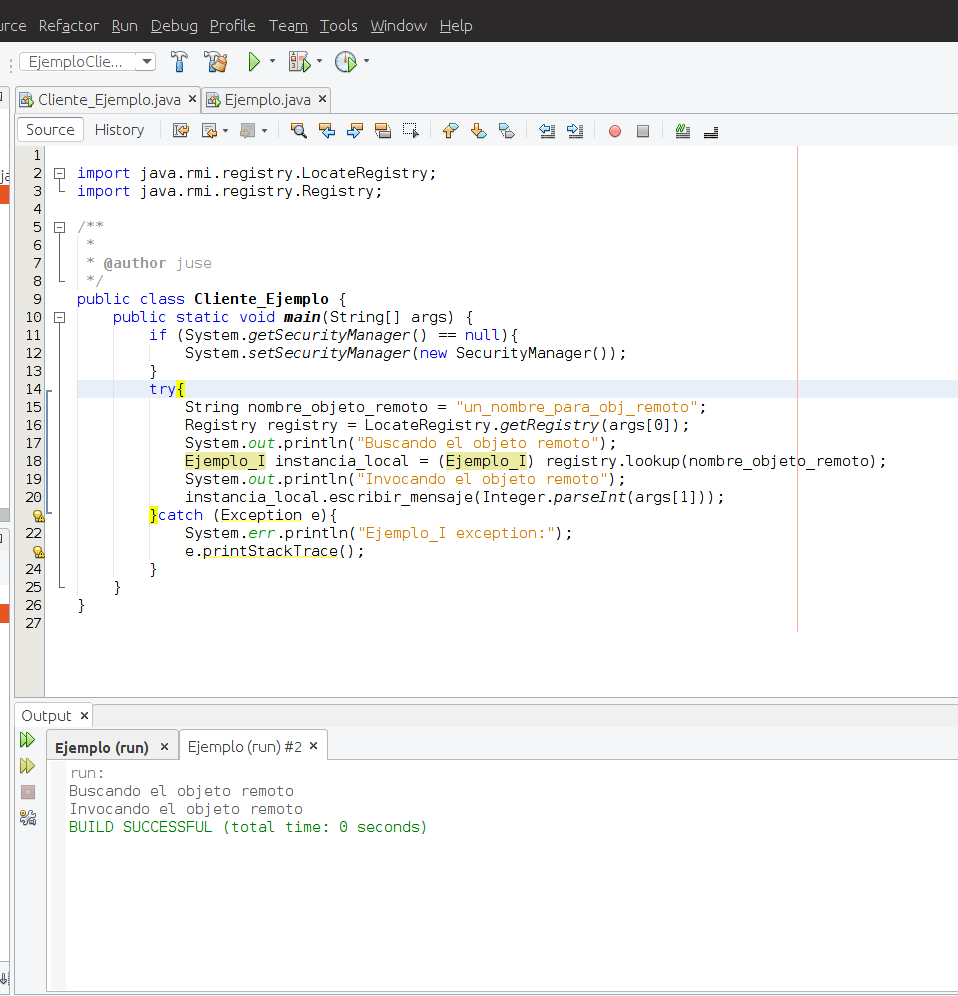 urce Refactor Run Debug Profile Team Tools Window Help
EjemploClie...
Cliente_Ejemplo.java × Ejemplo.java ×
Source History
1
2 import java.rmi.registry.LocateRegistry;
3 import java.rmi.registry.Registry;
4
5 /**
6 *
7 * @author juse
8 */
9 public class Cliente_Ejemplo {
10 public static void main(String[] args) {
11 if (System.getSecurityManager() == null){
12 System.setSecurityManager(new SecurityManager());
13 }
14 try{
15 String nombre_objeto_remoto = "un_nombre_para_obj_remoto";
16 Registry registry = LocateRegistry.getRegistry(args[0]);
17 System.out.println("Buscando el objeto remoto");
18 Ejemplo_I instancia_local = (Ejemplo_I) registry.lookup(nombre_objeto_remoto);
19 System.out.println("Invocando el objeto remoto");
20 instancia_local.escribir_mensaje(Integer.parseInt(args[1]));
}catch (Exception e){
22 System.err.println("Ejemplo_I exception:");
e.printStackTrace();
24 }
25 }
26 }
27
Output ×
Ejemplo (run) × Ejemplo (run) #2 ×
run:
Buscando el objeto remoto
Invocando el objeto remoto
BUILD SUCCESSFUL (total time: 0 seconds)